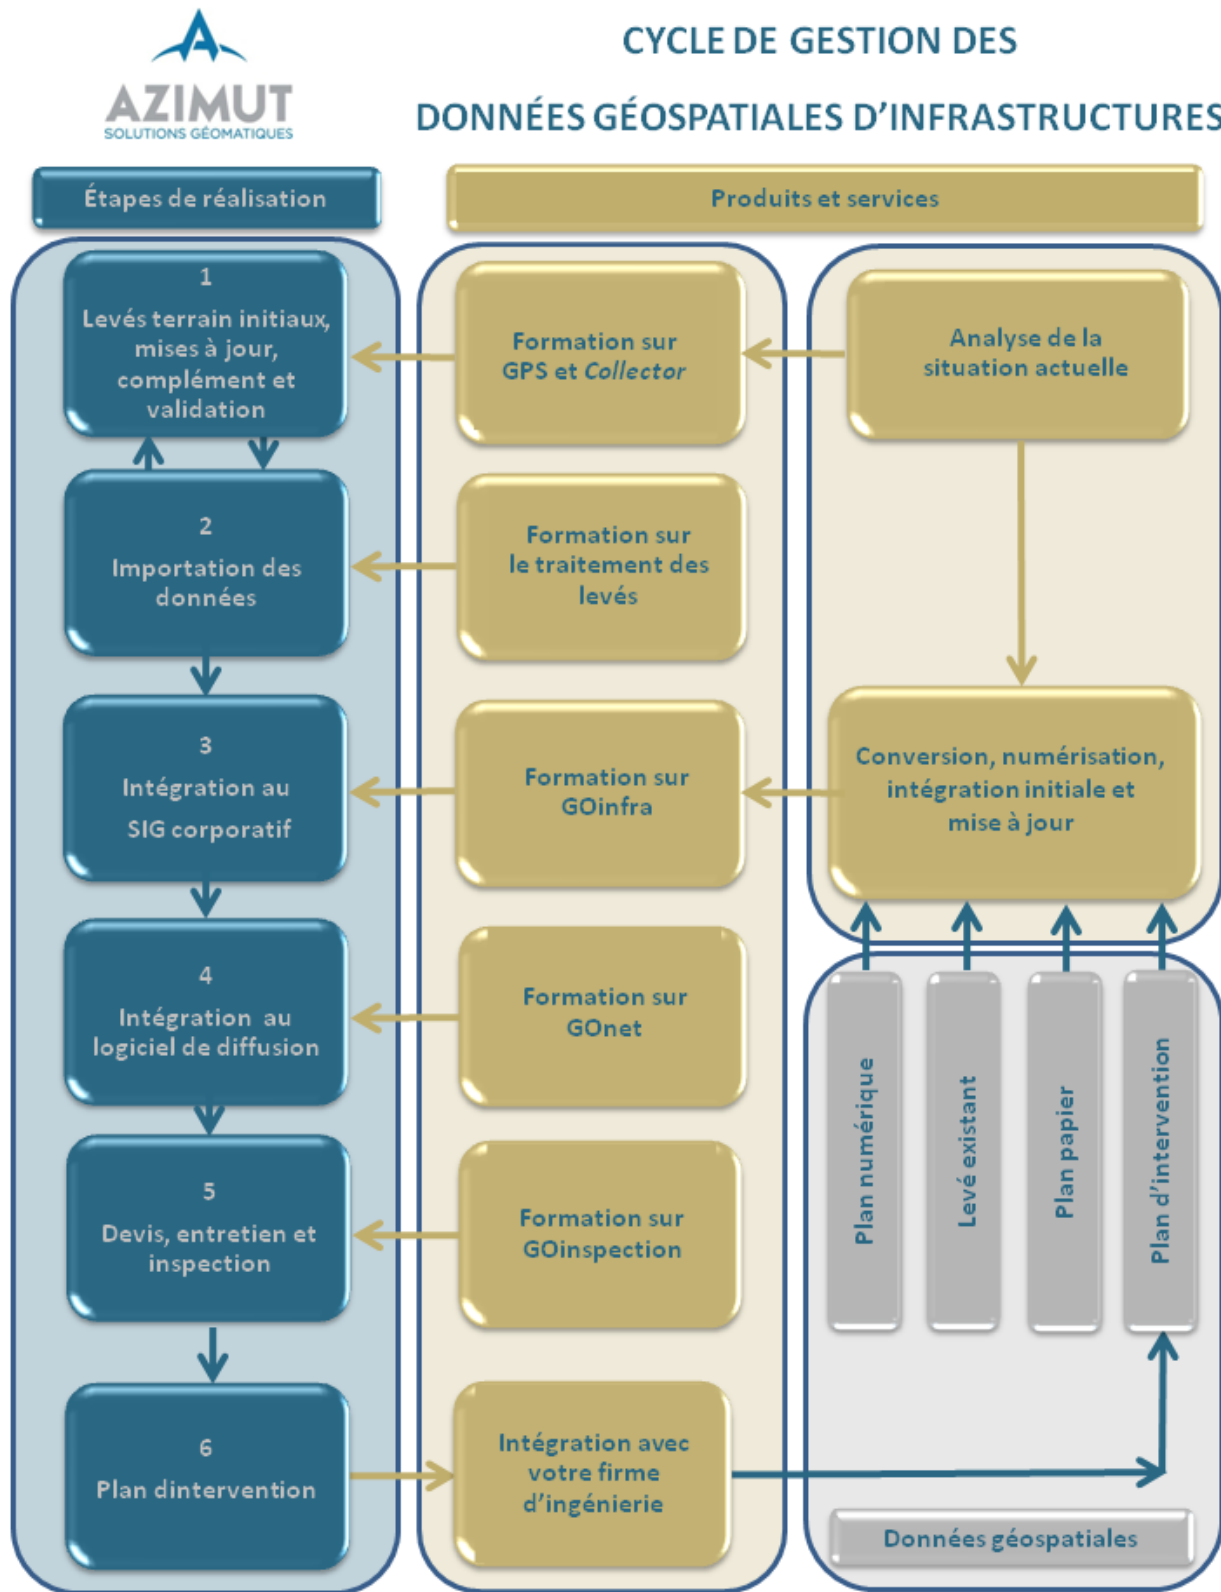 AZIMUT
SOLUTIONS GÉOMATIQUES
CYCLE DE GESTION DES
DONNÉES GÉOSPATIALES D'INFRASTRUCTURES
Étapes de réalisation
Produits et services
1
Levés terrain initiaux,
mises à jour,
complément et
validation
Formation sur
GPS et Collector
Analyse de la
situation actuelle
2
Importation des
données
Formation sur
le traitement des
levés
3
Intégration au
SIG corporatif
Formation sur
GOinfra
Conversion, numérisation,
intégration initiale et
mise à jour
4
Intégration au
logiciel de diffusion
Formation sur
GOnet
Plan numérique
Levé existant
Plan papier
Plan d'intervention
5
Devis, entretien et
inspection
Formation sur
GOinspection
6
Plan dintervention
Intégration avec
votre firme
d'ingénierie
Données géospatiales